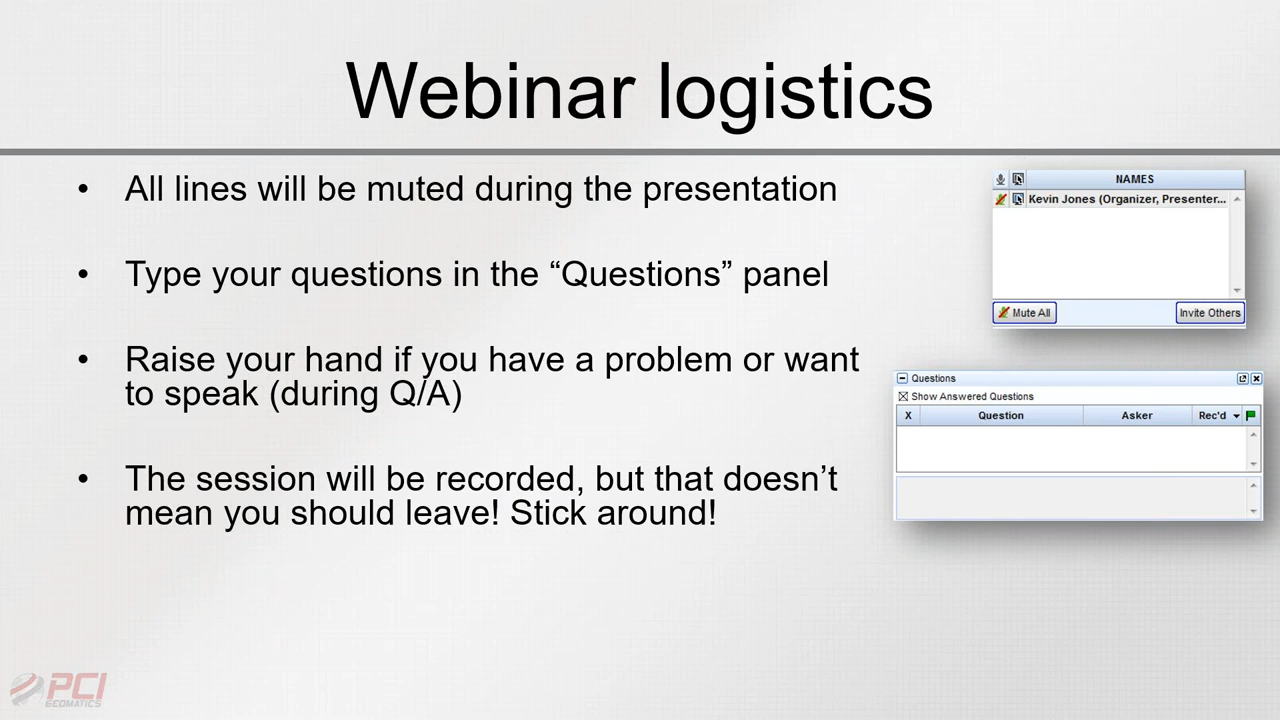 Webinar logistics
• All lines will be muted during the presentation
• Type your questions in the “Questions” panel
• Raise your hand if you have a problem or want
to speak (during Q/A)
• The session will be recorded, but that doesn’t
mean you should leave! Stick around!
NAMES
Kevin Jones (Organizer, Presenter...
Mute All Invite Others
Questions
Show Answered Questions
X Question Asker Rec'd
PCI
GEOMATICS